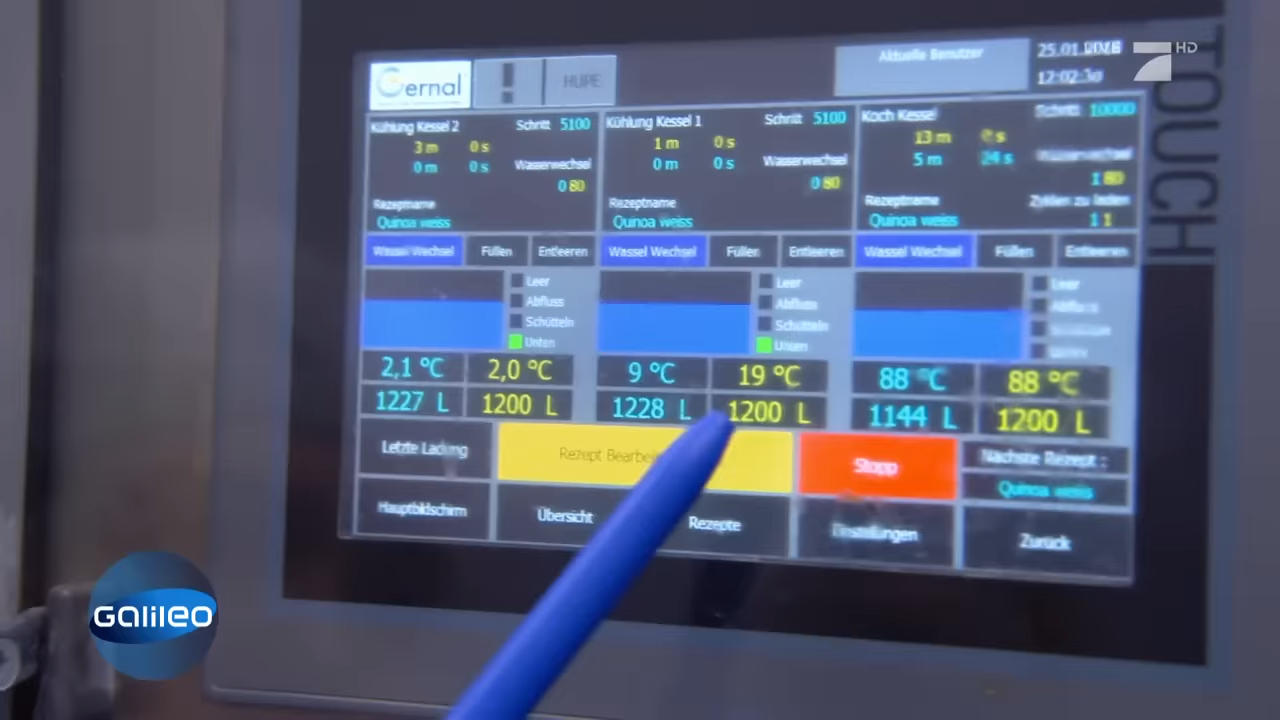 Cernal
!
HUPE
Aktuelle Benutzer
25.01
12:02:30
HD
TOUCH
Kühlung Kessel 2
Schritt 5100
3 m 0 s
0 m 0 s
Wasserwechsel
0 80
Rezeptname
Quinoa weiss
Kühlung Kessel 1
Schritt 5100
1 m 0 s
0 m 0 s
Wasserwechsel
0 80
Rezeptname
Quinoa weiss
Koch Kessel
Schritt 10000
13 m 0 s
5 m 24 s
Wasserwechsel
1 80
Rezeptname
Zyklen zu laden
Quinoa weiss
1 1
Wassel Wechsel
Füllen
Entleeren
Wassel Wechsel
Füllen
Entleeren
Wassel Wechsel
Füllen
Entleeren
Leer
Abfluss
Schütteln
Unten
Leer
Abfluss
Schütteln
Unten
Leer
Abfluss
2,1 °C 2,0 °C
1227 L 1200 L
9 °C 19 °C
1228 L 1200 L
88 °C 88 °C
1144 L 1200 L
Letzte Ladung
Rezept Bearbei
Stopp
Nächste Rezept :
Quinoa weiss
Hauptbildschirm
Übersicht
Rezepte
Einstellungen
Zurück
Galileo